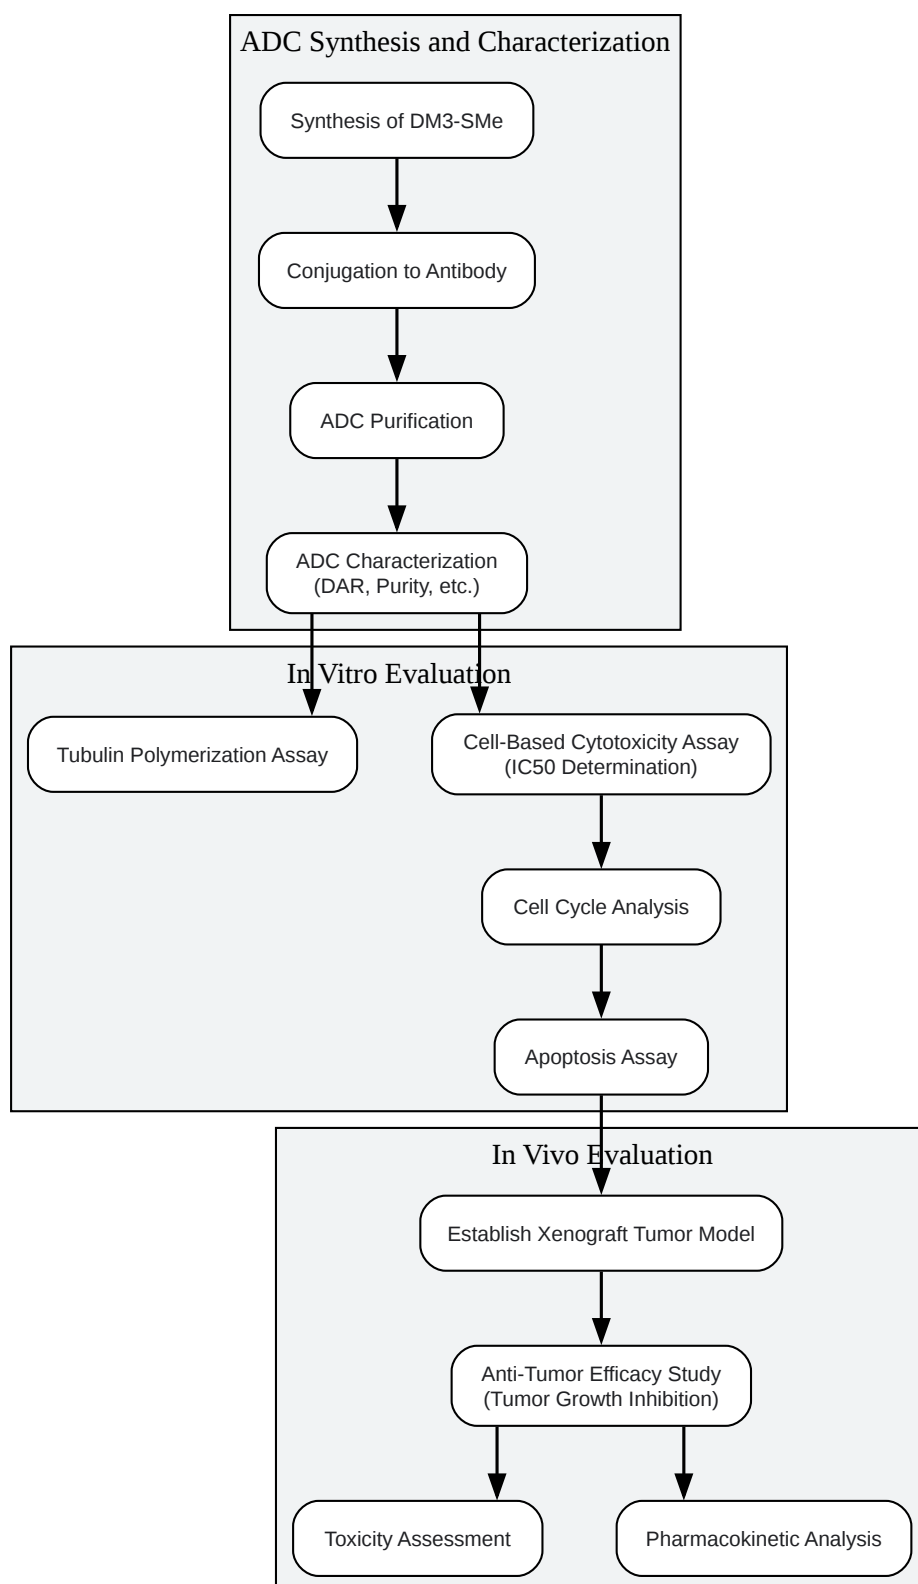 ADC Synthesis and Characterization
Synthesis of DM3-SMe
Conjugation to Antibody
ADC Purification
ADC Characterization
(DAR, Purity, etc.)
In Vitro Evaluation
Tubulin Polymerization Assay
Cell-Based Cytotoxicity Assay
(IC50 Determination)
Cell Cycle Analysis
Apoptosis Assay
In Vivo Evaluation
Establish Xenograft Tumor Model
Anti-Tumor Efficacy Study
(Tumor Growth Inhibition)
Toxicity Assessment
Pharmacokinetic Analysis